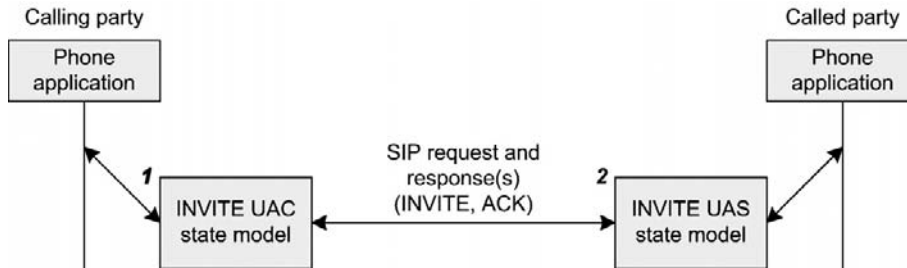 Calling party
Called party
Phone
application
Phone
application
SIP request and
response(s)
(INVITE, ACK)
1
2
INVITE UAC
state model
INVITE UAS
state model